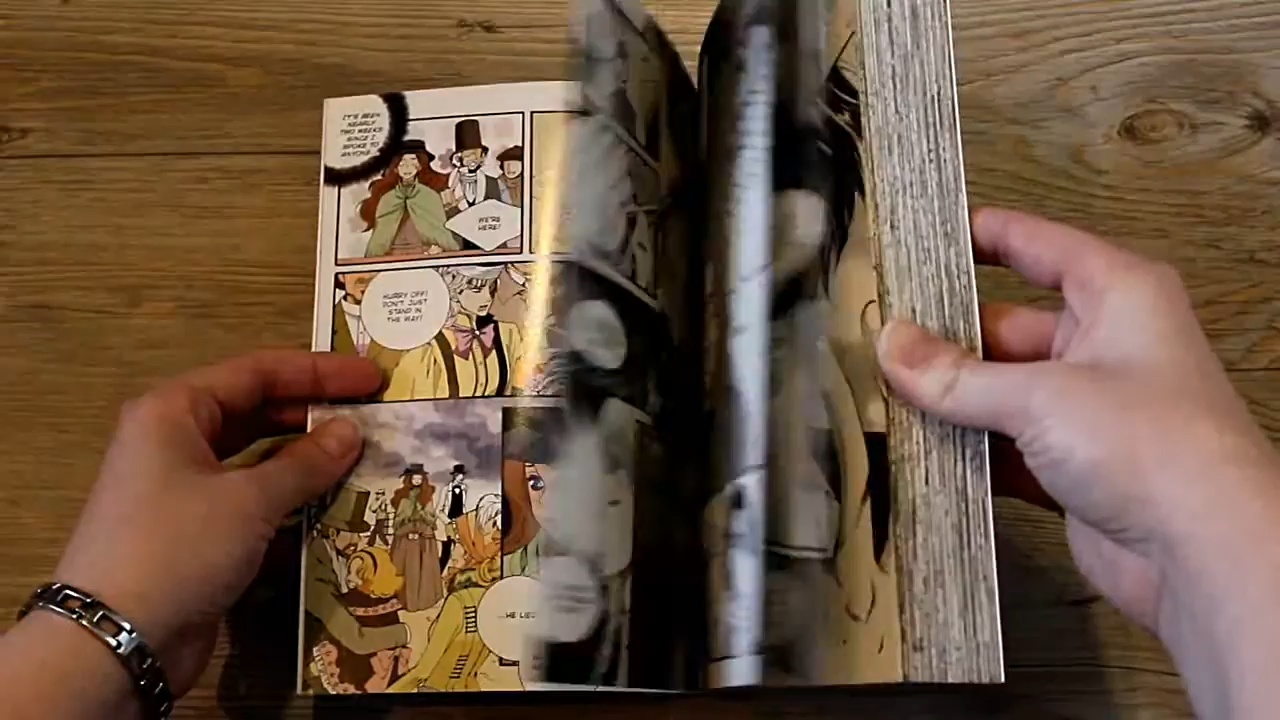 IT'S BEEN
NEARLY
TWO WEEKS
SINCE I
SPOKE TO
ANYONE.
WE'RE
HERE!
HURRY OFF!
DON'T JUST
STAND IN
THE WAY!
...HE LIED